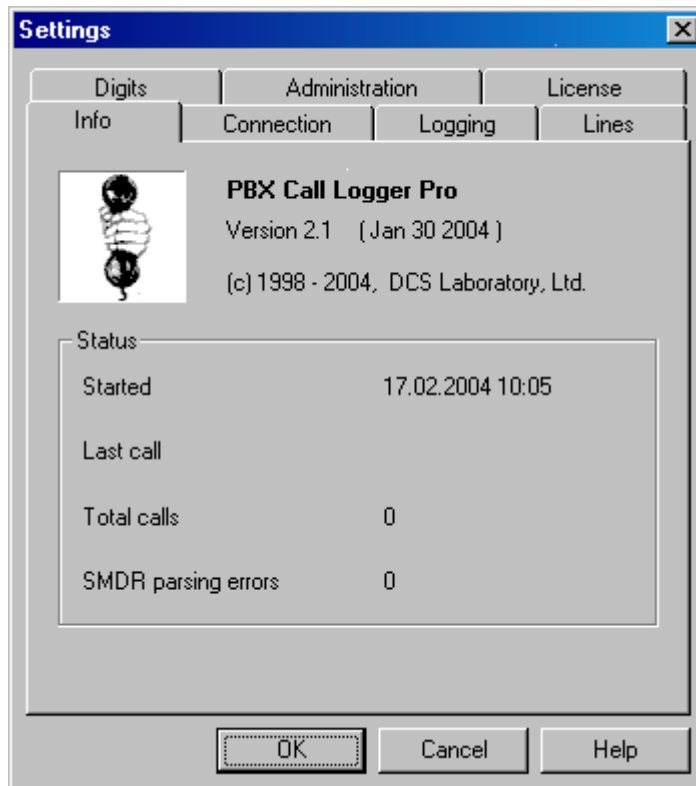 Settings
Digits Administration License
Info Connection Logging Lines
PBX Call Logger Pro
Version 2.1 ( Jan 30 2004 )
(c) 1998 - 2004, DCS Laboratory, Ltd.
Status
Started 17.02.2004 10:05
Last call
Total calls 0
SMDR parsing errors 0
OK Cancel Help